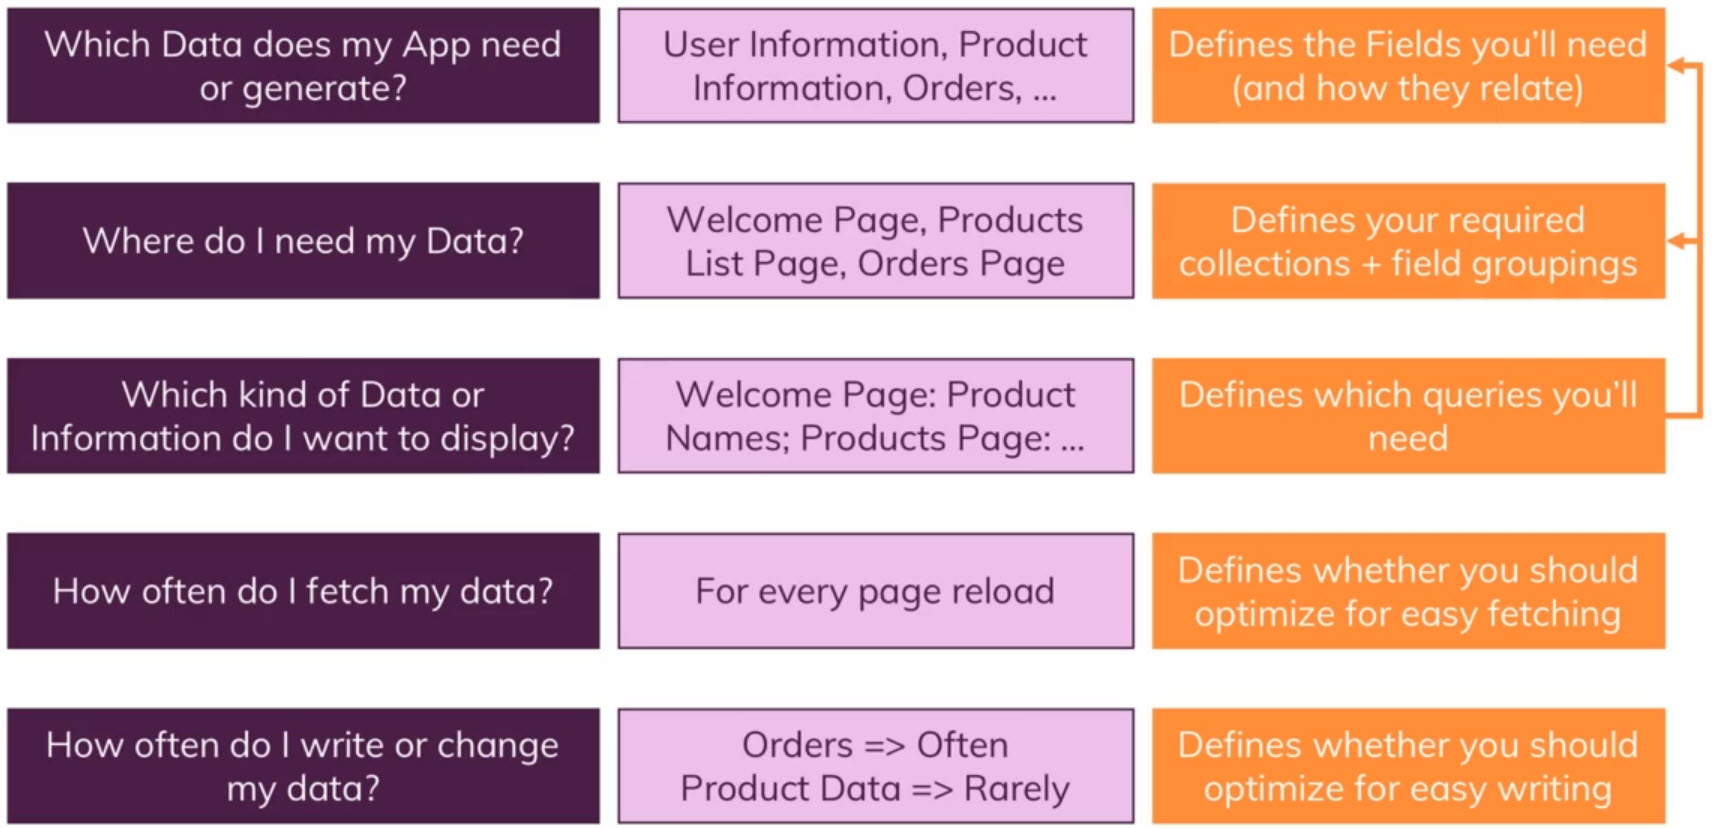 Which Data does my App need
or generate?
User Information, Product
Information, Orders, ...
Defines the Fields you'll need
(and how they relate)
Where do I need my Data?
Welcome Page, Products
List Page, Orders Page
Defines your required
collections + field groupings
Which kind of Data or
Information do I want to display?
Welcome Page: Product
Names; Products Page: ...
Defines which queries you'll
need
How often do I fetch my data?
For every page reload
Defines whether you should
optimize for easy fetching
How often do I write or change
my data?
Orders => Often
Product Data => Rarely
Defines whether you should
optimize for easy writing